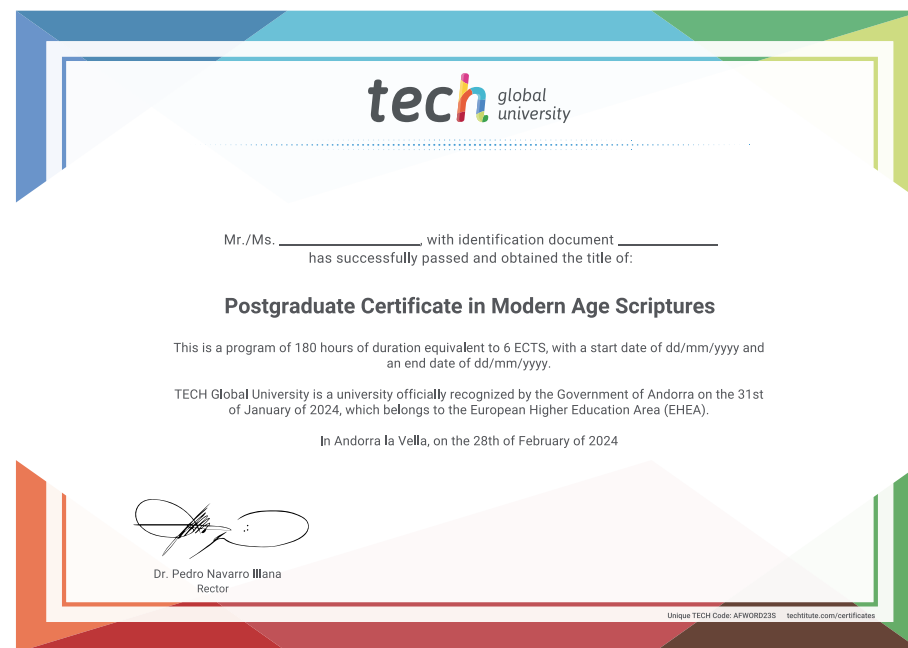 tech global university
Mr./Ms. ____________________, with identification document ______________
has successfully passed and obtained the title of:
Postgraduate Certificate in Modern Age Scriptures
This is a program of 180 hours of duration equivalent to 6 ECTS, with a start date of dd/mm/yyyy and
an end date of dd/mm/yyyy.
TECH Global University is a university officially recognized by the Government of Andorra on the 31st
of January of 2024, which belongs to the European Higher Education Area (EHEA).
In Andorra la Vella, on the 28th of February of 2024
Dr. Pedro Navarro Illana
Rector
Unique TECH Code: AFWORD23S techtitute.com/certificates